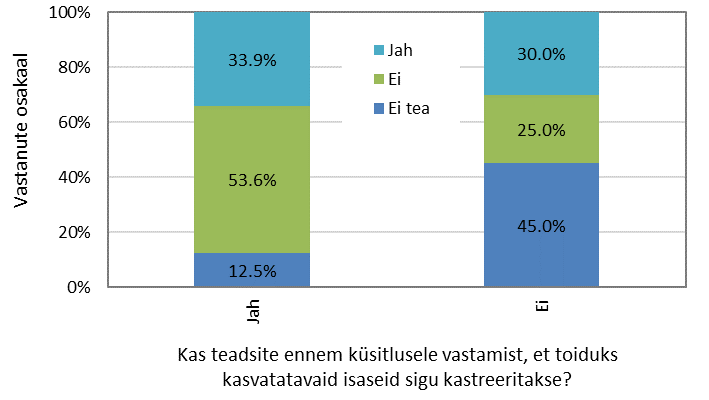 Vastanute osakaal
100%
80%
60%
40%
20%
0%
33.9%
53.6%
12.5%
30.0%
25.0%
45.0%
Jah
Ei
Ei tea
Jah
Ei
Kas teadsite ennem küsitlusele vastamist, et toiduks
kasvatatavaid isaseid sigu kastreeritakse?